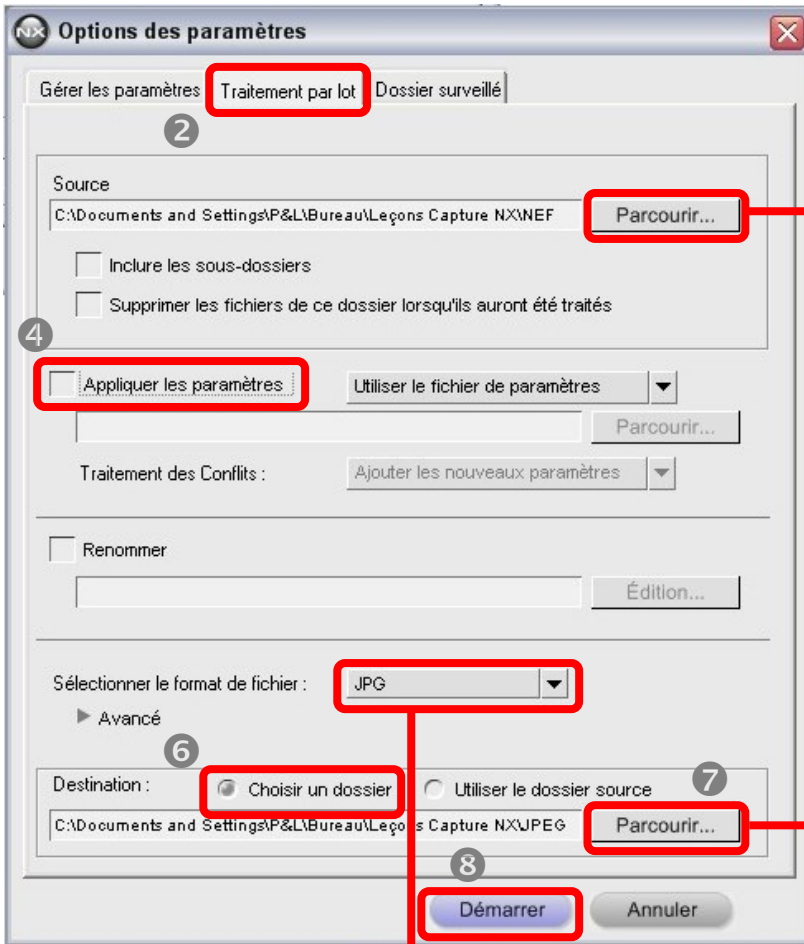 NX Options des paramètres
Gérer les paramètres Traitement par lot Dossier surveillé
2
Source
C:\Documents and Settings\P&L\Bureau\Leçons Capture NX\NEF Parcourir...
Inclure les sous-dossiers
Supprimer les fichiers de ce dossier lorsqu'ils auront été traités
4
Appliquer les paramètres Utiliser le fichier de paramètres
Parcourir...
Traitement des Conflits : Ajouter les nouveaux paramètres
Renommer
Édition...
Sélectionner le format de fichier : JPG
Avancé
6
Destination : Choisir un dossier Utiliser le dossier source 7
C:\Documents and Settings\P&L\Bureau\Leçons Capture NX\JPEG Parcourir...
8
Démarrer Annuler